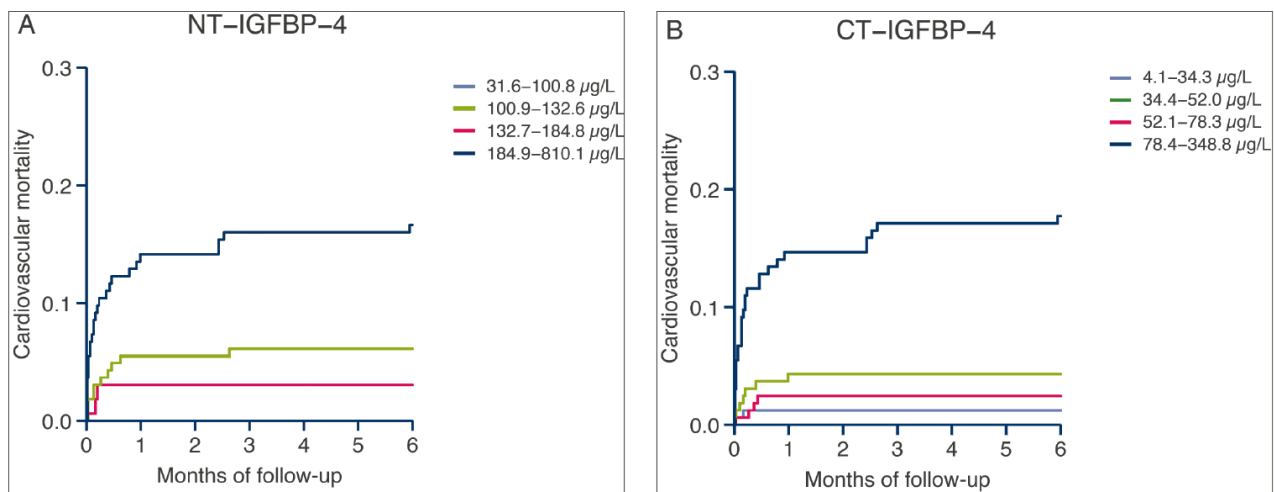 A
NT–IGFBP–4
Cardiovascular mortality
0.3
0.2
0.1
0.0
31.6–100.8 µg/L
100.9–132.6 µg/L
132.7–184.8 µg/L
184.9–810.1 µg/L
0 1 2 3 4 5 6
Months of follow-up
B
CT–IGFBP–4
Cardiovascular mortality
0.3
0.2
0.1
0.0
4.1–34.3 µg/L
34.4–52.0 µg/L
52.1–78.3 µg/L
78.4–348.8 µg/L
0 1 2 3 4 5 6
Months of follow-up